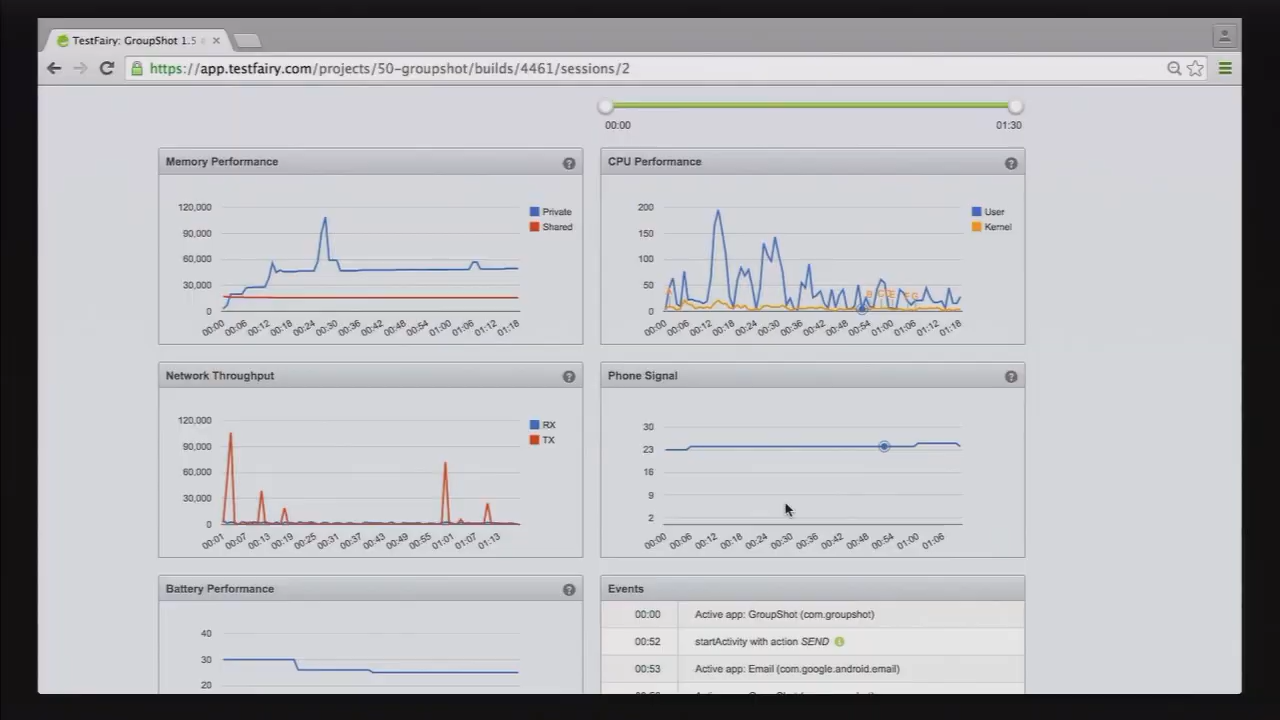 TestFairy: GroupShot 1.5
https://app.testfairy.com/projects/50-groupshot/builds/4461/sessions/2
00:00 01:30
Memory Performance
120,000
90,000
60,000
30,000
0
Private
Shared
00:00 00:06 00:12 00:18 00:24 00:30 00:36 00:42 00:48 00:54 01:00 01:06 01:12 01:18
CPU Performance
200
150
100
50
0
User
Kernel
00:00 00:06 00:12 00:18 00:24 00:30 00:36 00:42 00:48 00:54 01:00 01:06 01:12 01:18
Network Throughput
120,000
90,000
60,000
30,000
0
RX
TX
00:01 00:07 00:13 00:19 00:25 00:31 00:37 00:43 00:49 00:55 01:01 01:07 01:13
Phone Signal
30
23
16
9
2
00:00 00:06 00:12 00:18 00:24 00:30 00:36 00:42 00:48 00:54 01:00 01:06
Battery Performance
40
30
20
Events
00:00 Active app: GroupShot (com.groupshot)
00:52 startActivity with action SEND
00:53 Active app: Email (com.google.android.email)